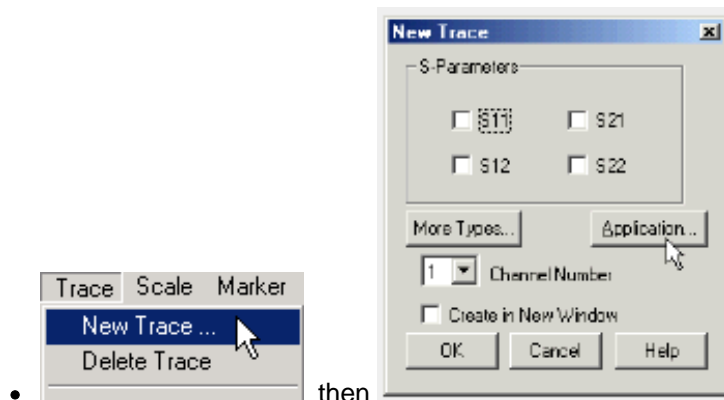 New Trace
S-Parameters
S11 S21
S12 S22
More Types... Application...
1 Channel Number
Create in New Window
OK Cancel Help
Trace Scale Marker
New Trace ...
Delete Trace
• then